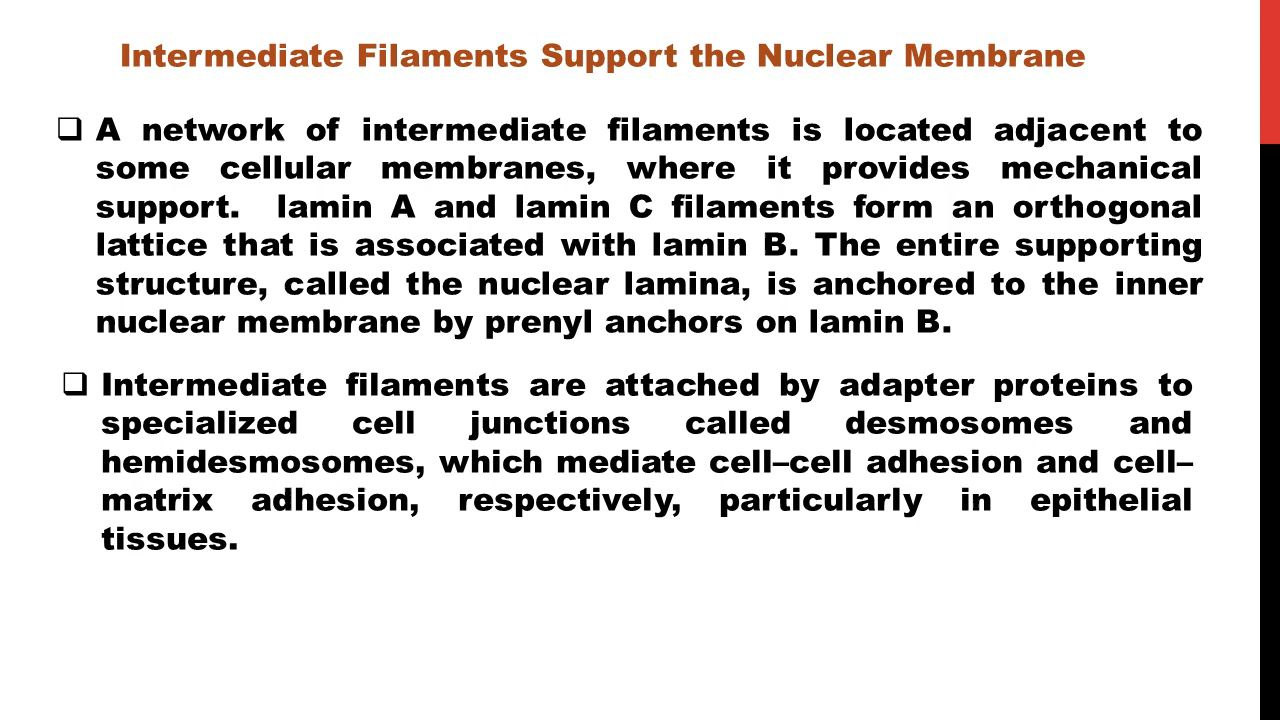 Intermediate Filaments Support the Nuclear Membrane
❑ A network of intermediate filaments is located adjacent to
some cellular membranes, where it provides mechanical
support. lamin A and lamin C filaments form an orthogonal
lattice that is associated with lamin B. The entire supporting
structure, called the nuclear lamina, is anchored to the inner
nuclear membrane by prenyl anchors on lamin B.
❑ Intermediate filaments are attached by adapter proteins to
specialized cell junctions called desmosomes and
hemidesmosomes, which mediate cell–cell adhesion and cell–
matrix adhesion, respectively, particularly in epithelial
tissues.